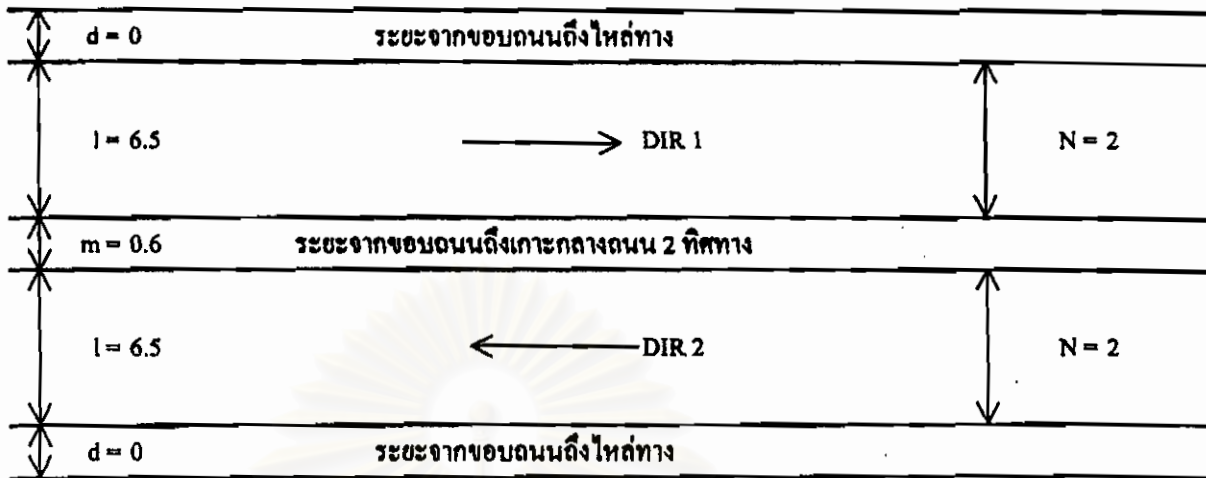 d = 0 ระยะจากขอบถนนถึงไหล่ทาง
l = 6.5 DIR 1 N = 2
m = 0.6 ระยะจากขอบถนนถึงเกาะกลางถนน 2 ทิศทาง
l = 6.5 DIR 2 N = 2
d = 0 ระยะจากขอบถนนถึงไหล่ทาง